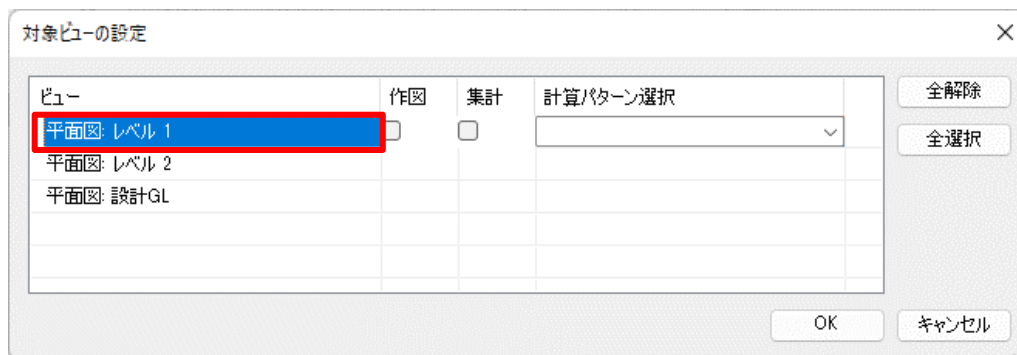 対象ビューの設定
ビュー 作図 集計 計算パターン選択 全解除
平面図: レベル 1 全選択
平面図: レベル 2
平面図: 設計GL
OK キャンセル